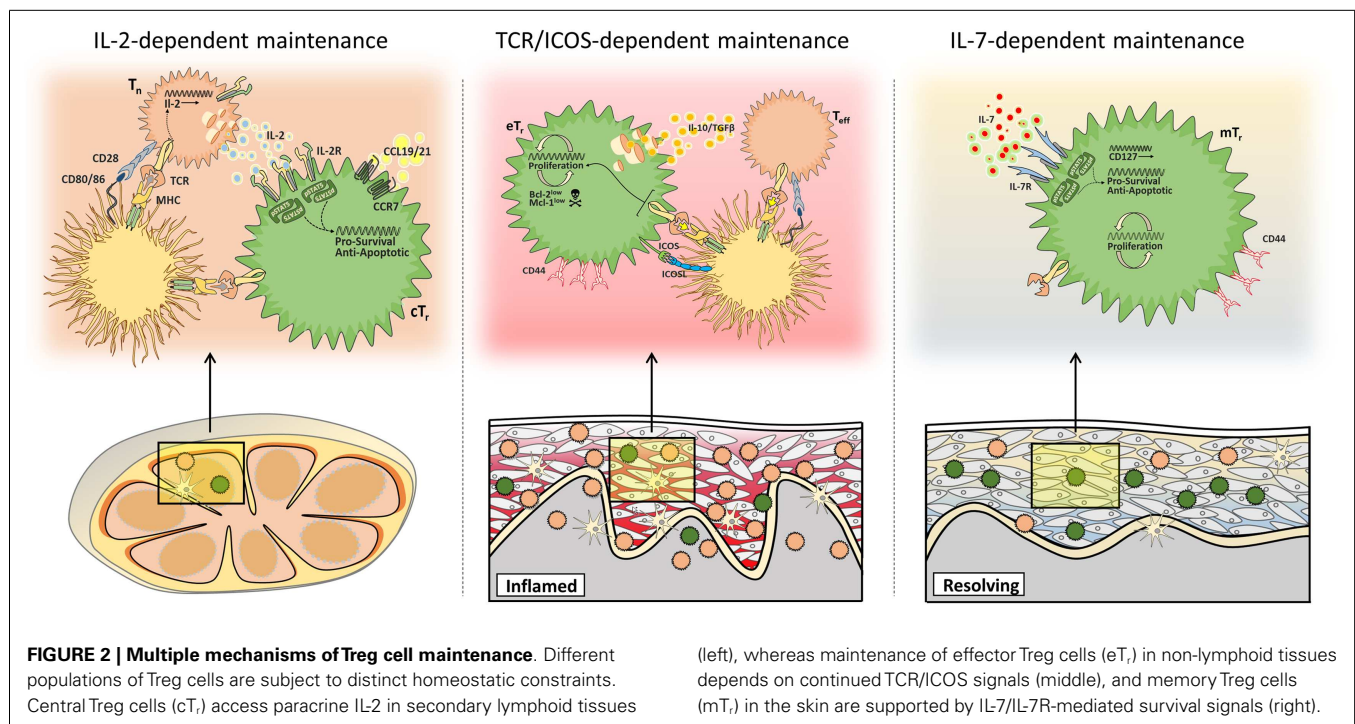 IL-2-dependent maintenance
Tn
Il-2
IL-2
CD28
CD80/86
TCR
MHC
IL-2R
CCL19/21
CCR7
pSTAT5
pSTAT5
pSTAT5
pSTAT5
Pro-Survival
Anti-Apoptotic
cTr
TCR/ICOS-dependent maintenance
eTr
Proliferation
Bcl-2low
Mcl-1low
Il-10/TGFβ
Teff
ICOS
ICOSL
CD44
Inflamed
IL-7-dependent maintenance
IL-7
IL-7R
mTr
CD127
pSTAT5
pSTAT5
Pro-Survival
Anti-Apoptotic
Proliferation
CD44
Resolving
FIGURE 2 | Multiple mechanisms of Treg cell maintenance. Different
populations of Treg cells are subject to distinct homeostatic constraints.
Central Treg cells (cTr) access paracrine IL-2 in secondary lymphoid tissues
(left), whereas maintenance of effector Treg cells (eTr) in non-lymphoid tissues
depends on continued TCR/ICOS signals (middle), and memory Treg cells
(mTr) in the skin are supported by IL-7/IL-7R-mediated survival signals (right).